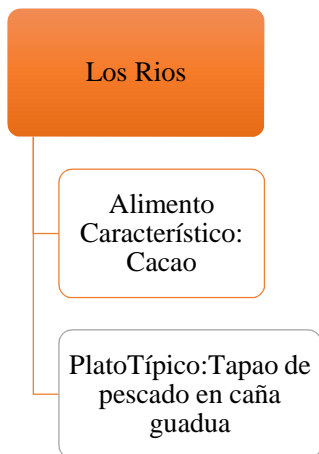 Los Rios
Alimento
Característico:
Cacao
PlatoTípico:Tapao de
pescado en caña
guadua